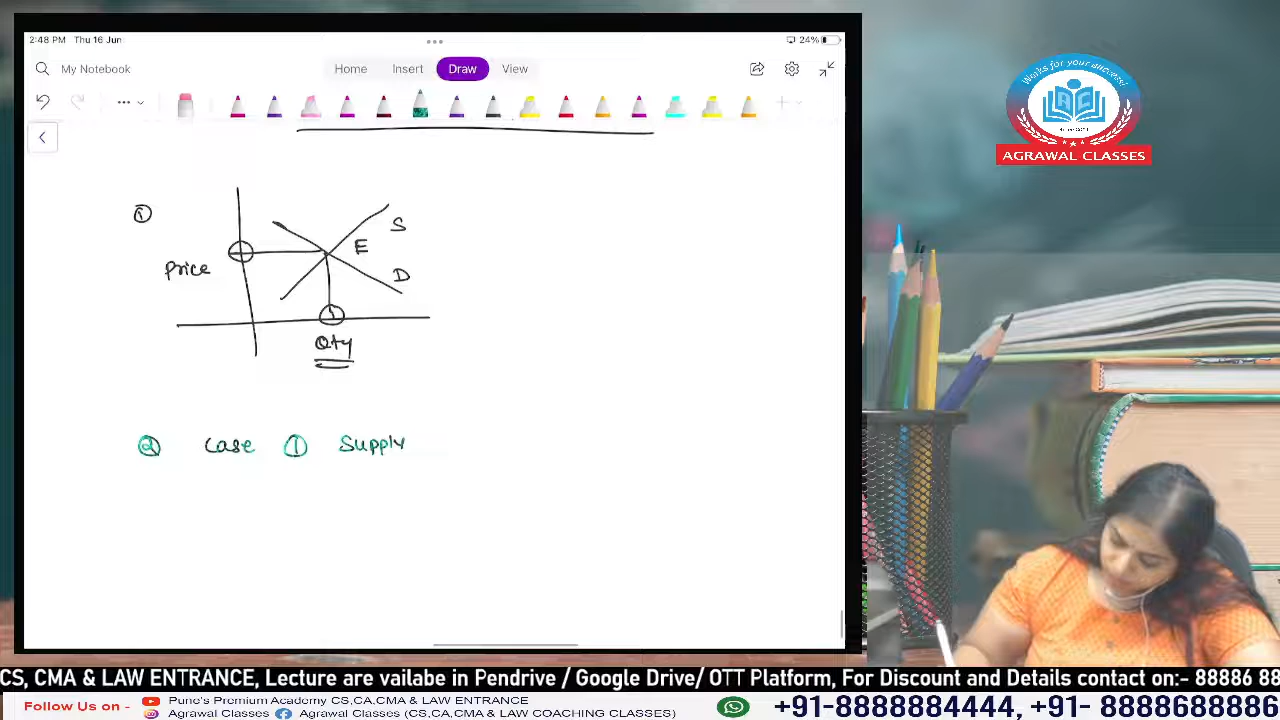 2:48 PM Thu 16 Jun
24%
My Notebook
Home Insert Draw View
① S
E
Price
D
Qty
② Case ① Supply
Works for your success!
AC
AGRAWAL CLASSES
CS, CMA & LAW ENTRANCE, Lecture are vailabe in Pendrive / Google Drive/ OTT Platform, For Discount and Details contact on:- 88886 88
Follow Us on - Pune's Premium Academy CS,CA,CMA & LAW ENTRANCE
Agrawal Classes Agrawal Classes (CS,CA,CMA & LAW COACHING CLASSES)
+91-8888884444, +91- 8888688886